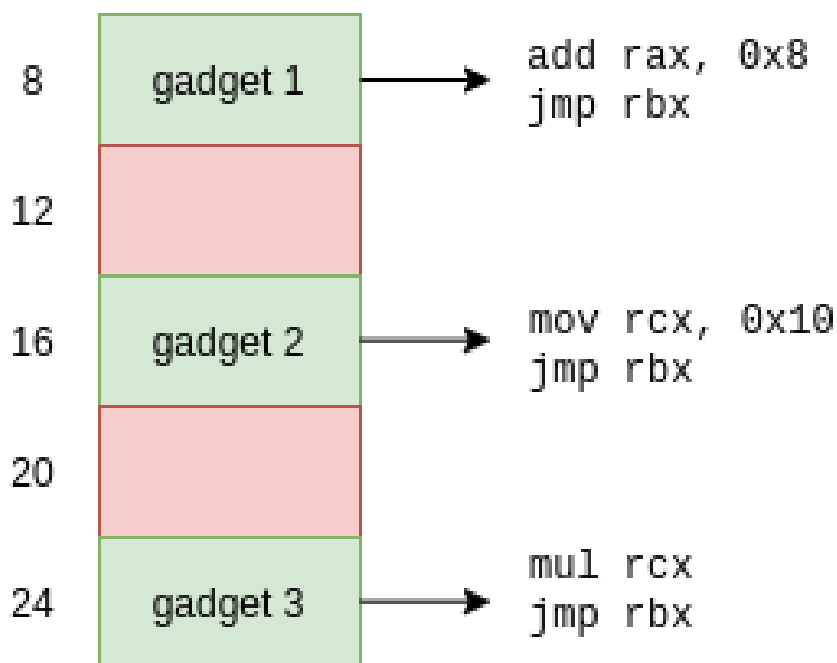 8
gadget 1
add rax, 0x8
jmp rbx
12
16
gadget 2
mov rcx, 0x10
jmp rbx
20
24
gadget 3
mul rcx
jmp rbx